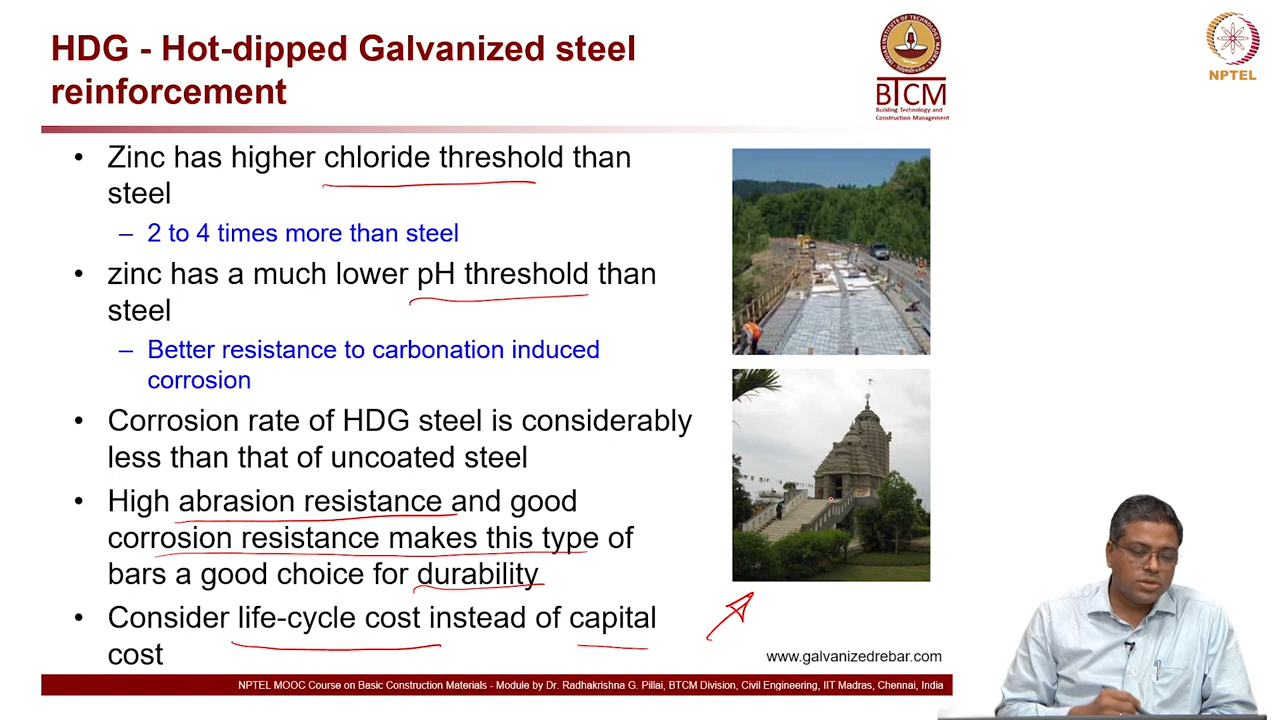 HDG - Hot-dipped Galvanized steel
reinforcement
BTCM
Building Technology and
Construction Management
NPTEL
• Zinc has higher chloride threshold than
steel
– 2 to 4 times more than steel
• zinc has a much lower pH threshold than
steel
– Better resistance to carbonation induced
corrosion
• Corrosion rate of HDG steel is considerably
less than that of uncoated steel
• High abrasion resistance and good
corrosion resistance makes this type of
bars a good choice for durability
• Consider life-cycle cost instead of capital
cost
www.galvanizedrebar.com
NPTEL MOOC Course on Basic Construction Materials - Module by Dr. Radhakrishna G. Pillai, BTCM Division, Civil Engineering, IIT Madras, Chennai, India